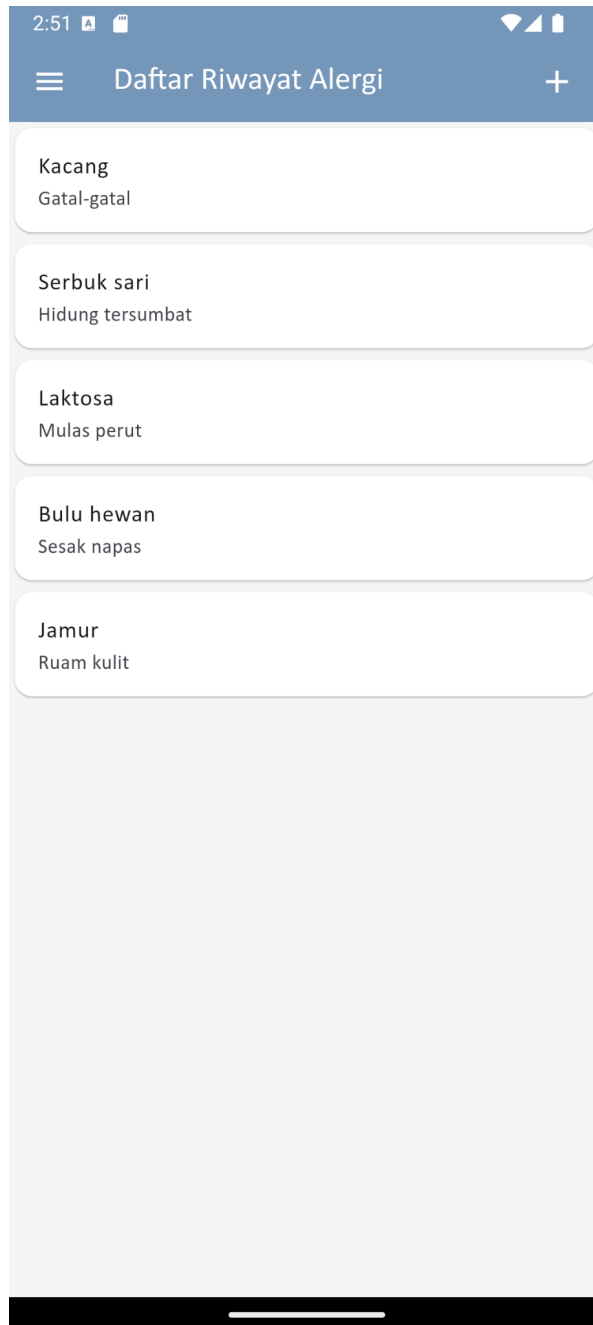 2:51
Daftar Riwayat Alergi
Kacang
Gatal-gatal
Serbuk sari
Hidung tersumbat
Laktosa
Mulas perut
Bulu hewan
Sesak napas
Jamur
Ruam kulit